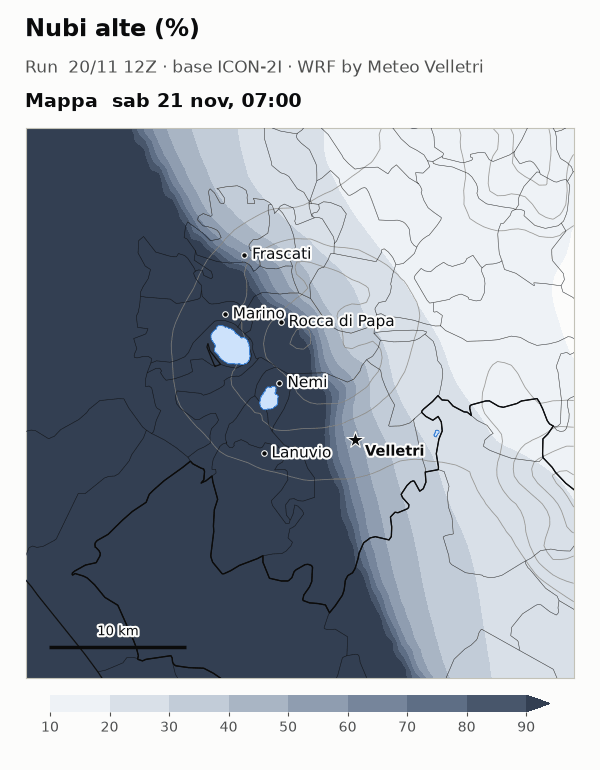 Nubi alte (%)
Run  20/11 12Z · base ICON-2I · WRF by Meteo Velletri
Mappa  sab 21 nov, 07:00
Frascati
Marino
Rocca di Papa
Nemi
Velletri
Lanuvio
10 km
10 20 30 40 50 60 70 80 90